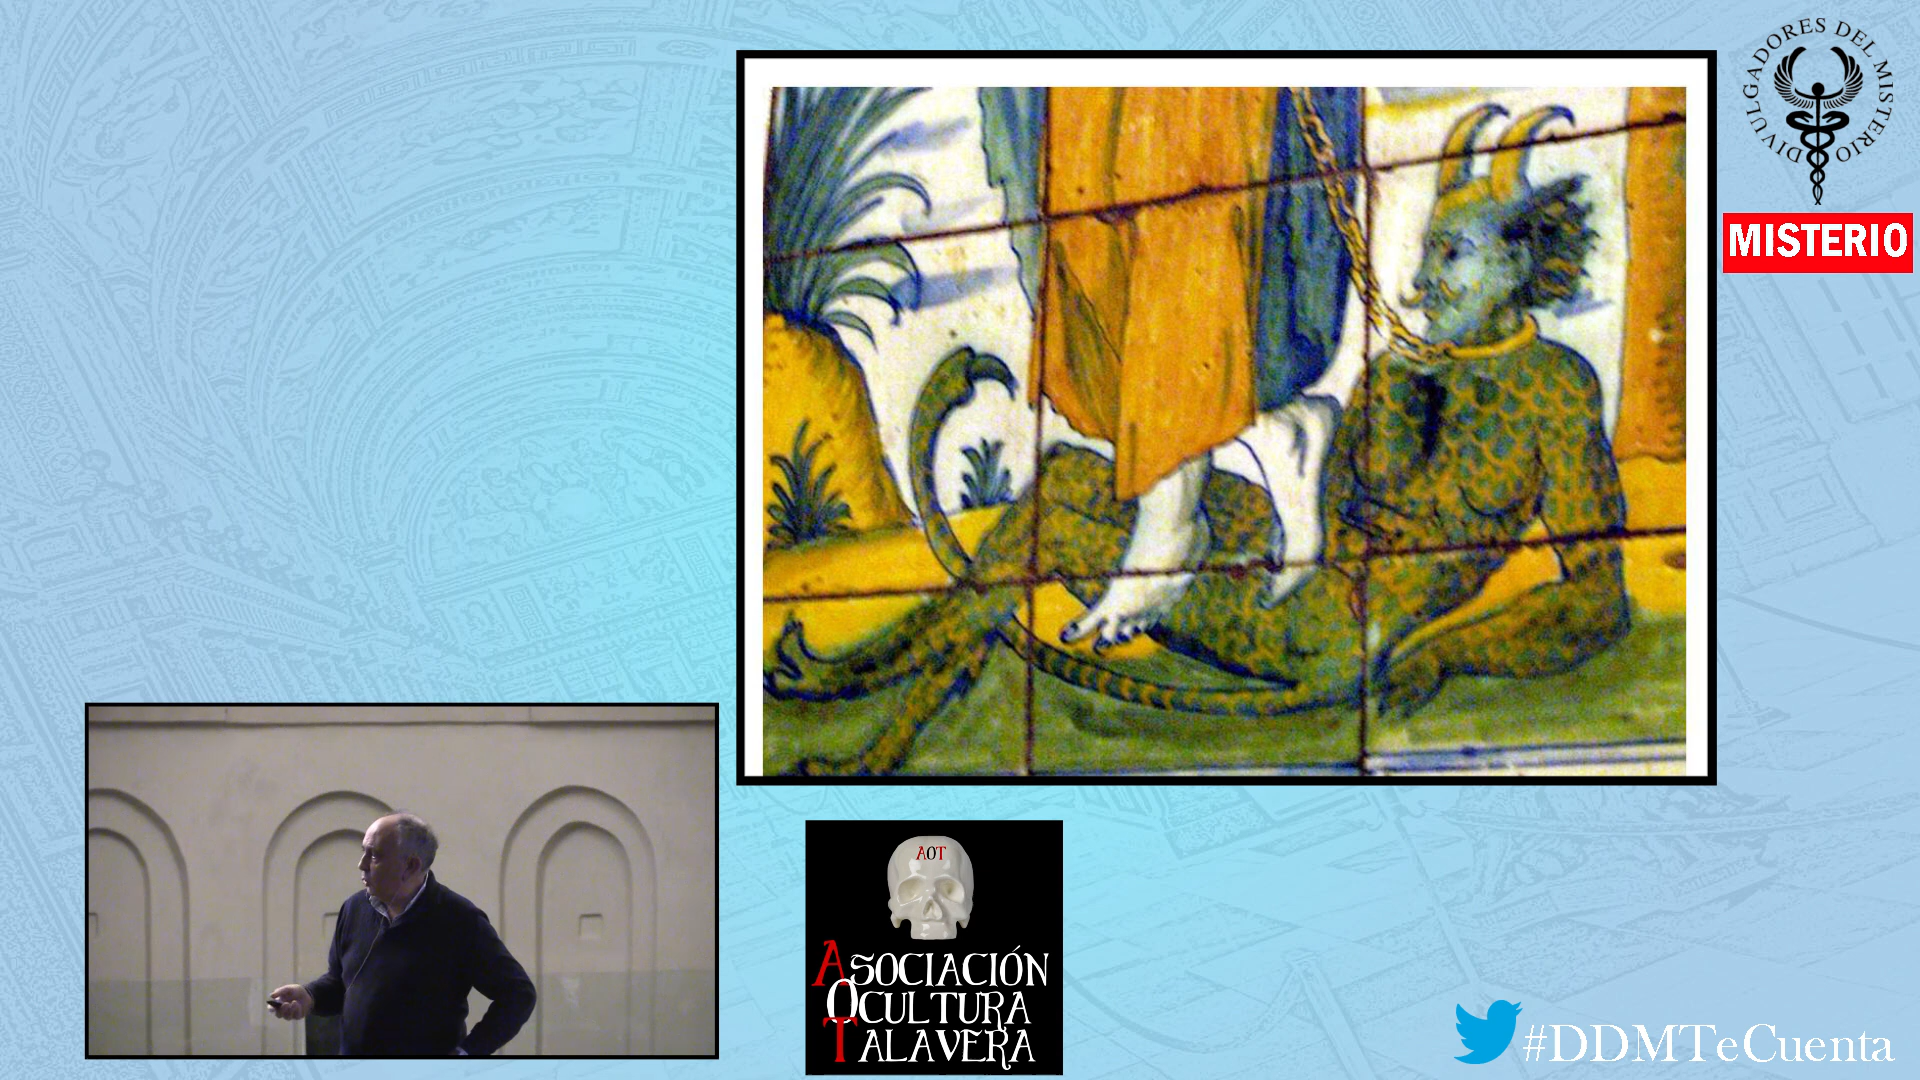 DIVULGADORES DEL MISTERIO
MISTERIO
AOT
ASOCIACIÓN
OCULTURA
TALAVERA
#DDMTeCuenta